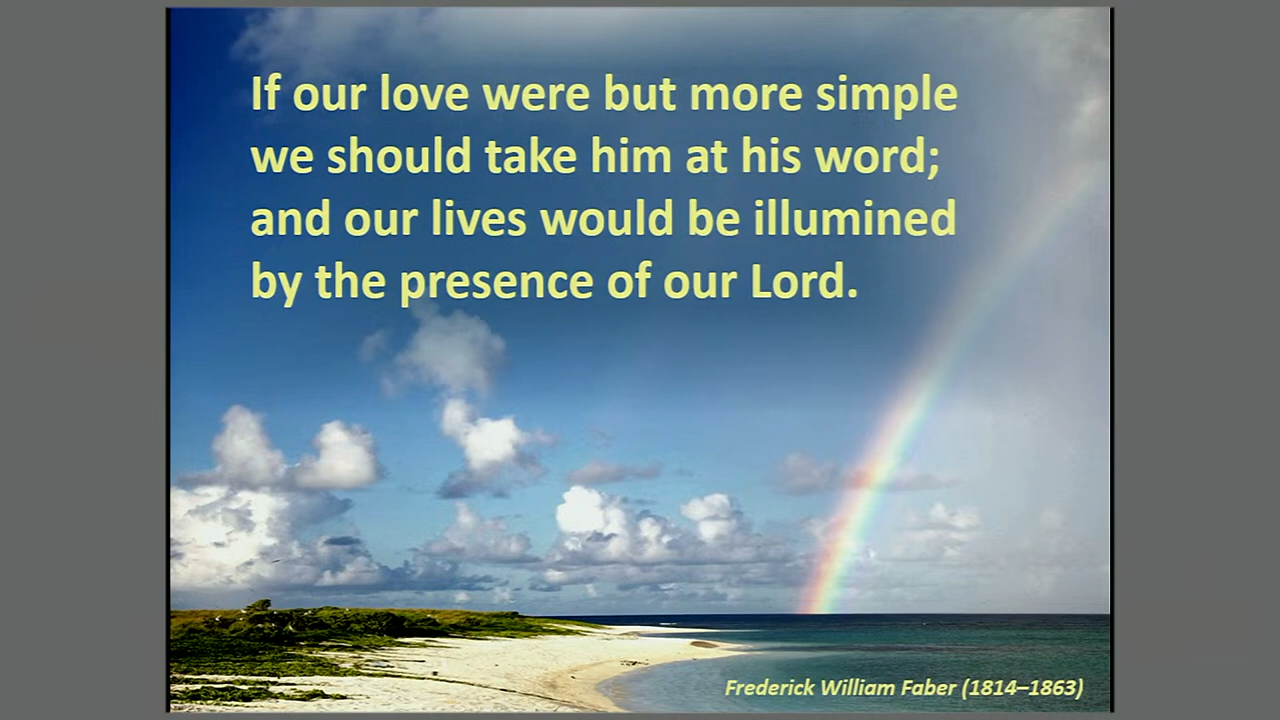 If our love were but more simple
we should take him at his word;
and our lives would be illumined
by the presence of our Lord.
Frederick William Faber (1814–1863)